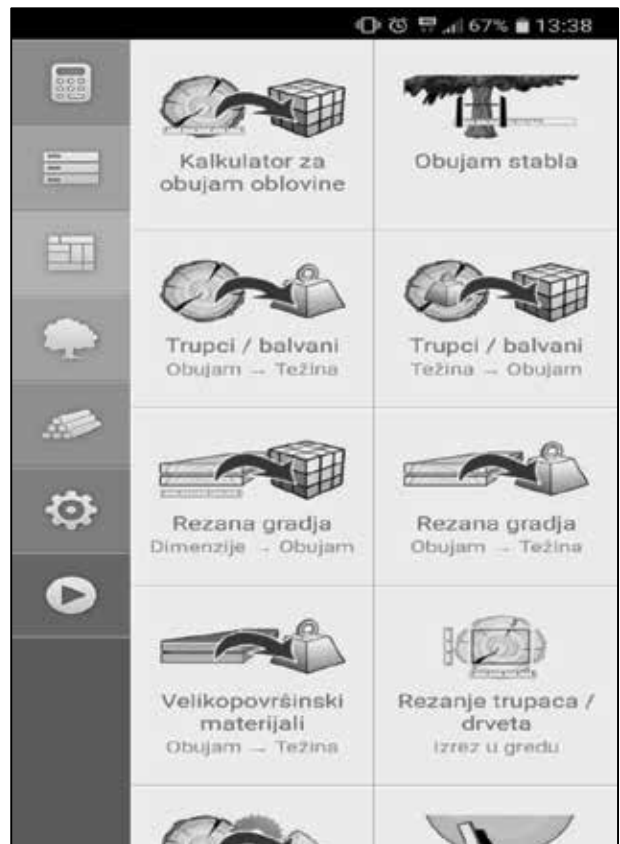 67% 13:38
Kalkulator za
obujam oblovine
Obujam stabla
Trupci / balvani
Obujam → Težina
Trupci / balvani
Težina → Obujam
Rezana gradja
Dimenzije → Obujam
Rezana gradja
Obujam → Težina
Velikopovršinski
materijali
Obujam → Težina
Rezanje trupaca /
drveta
Izrez u gredu